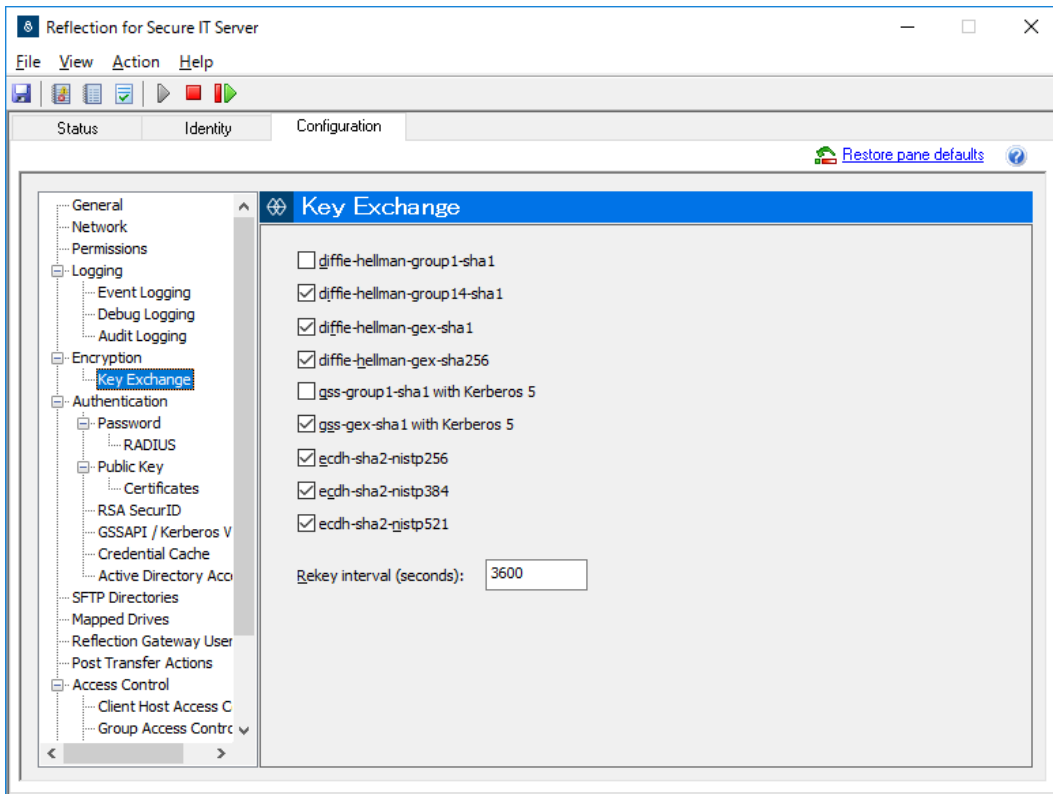 Reflection for Secure IT Server
File View Action Help
Status Identity Configuration
Restore pane defaults
General
Network
Permissions
Logging
Event Logging
Debug Logging
Audit Logging
Encryption
Key Exchange
Authentication
Password
RADIUS
Public Key
Certificates
RSA SecurID
GSSAPI / Kerberos V
Credential Cache
Active Directory Acc
SFTP Directories
Mapped Drives
Reflection Gateway User
Post Transfer Actions
Access Control
Client Host Access C
Group Access Contrc
Key Exchange
diffie-hellman-group1-sha1
diffie-hellman-group14-sha1
diffie-hellman-gex-sha1
diffie-hellman-gex-sha256
gss-group1-sha1 with Kerberos 5
gss-gex-sha1 with Kerberos 5
ecdh-sha2-nistp256
ecdh-sha2-nistp384
ecdh-sha2-nistp521
Rekey interval (seconds): 3600